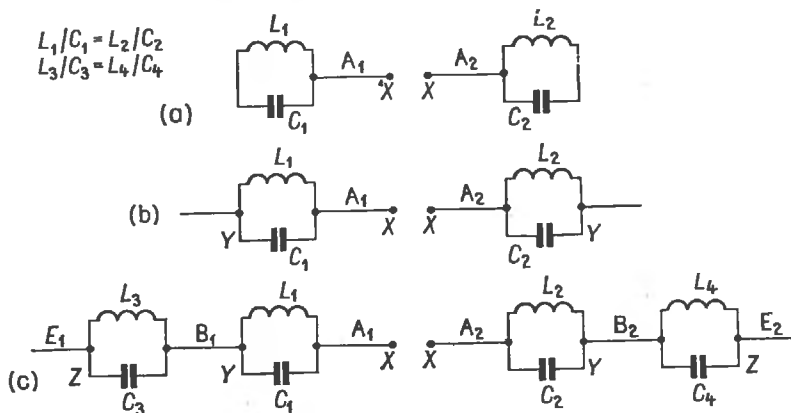 L₁/C₁ = L₂/C₂
L₃/C₃ = L₄/C₄
(a)
L₁ A₁ X X A₂ L₂
C₁ C₂
(b)
L₁ A₁ A₂ L₂
Y C₁ X X C₂ Y
(c)
E₁ L₃ B₁ L₁ A₁ A₂ L₂ B₂ L₄ E₂
Z C₃ Y C₁ X X C₂ Y C₄ Z